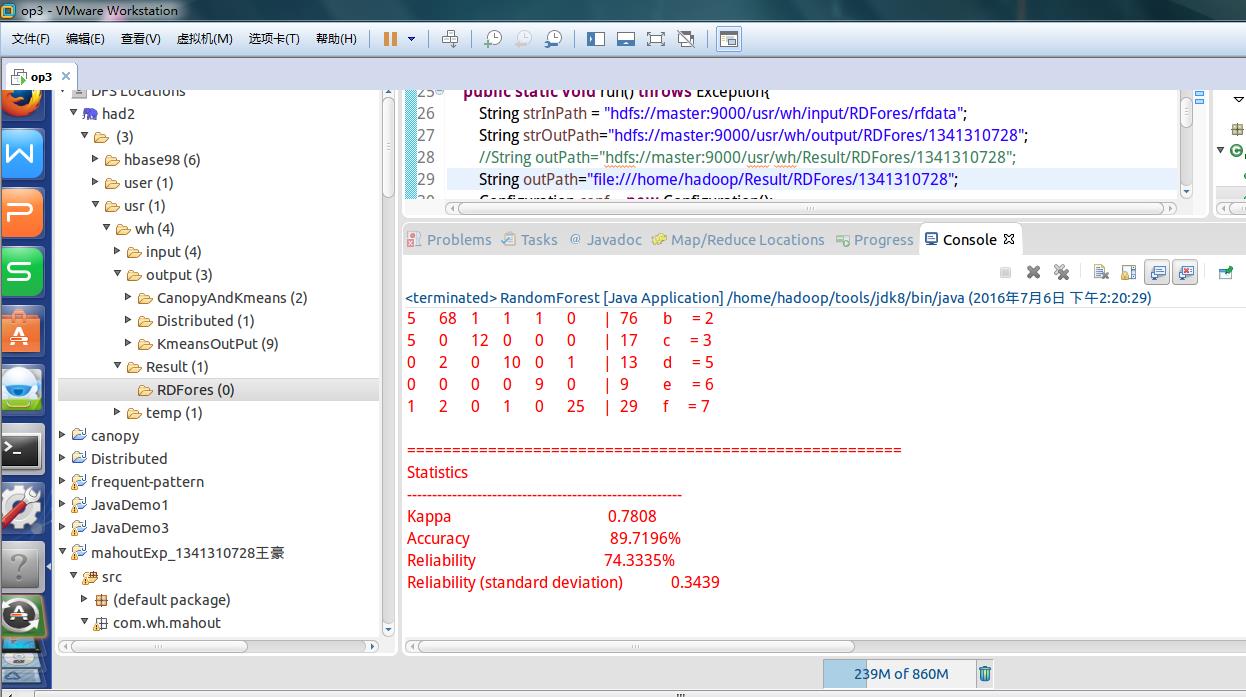 op3 - VMware Workstation
文件(F) 编辑(E) 查看(V) 虚拟机(M) 选项卡(T) 帮助(H)
op3
DFS Locations
had2
(3)
hbase98 (6)
user (1)
usr (1)
wh (4)
input (4)
output (3)
CanopyAndKmeans (2)
Distributed (1)
KmeansOutPut (9)
Result (1)
RDFores (0)
temp (1)
canopy
Distributed
frequent-pattern
JavaDemo1
JavaDemo3
mahoutExp_1341310728王豪
src
(default package)
com.wh.mahout
25 public static void run() throws Exception{
26 String strInPath = "hdfs://master:9000/usr/wh/input/RDFores/rfdata";
27 String strOutPath="hdfs://master:9000/usr/wh/output/RDFores/1341310728";
28 //String outPath="hdfs://master:9000/usr/wh/Result/RDFores/1341310728";
29 String outPath="file:///home/hadoop/Result/RDFores/1341310728";
30 Configuration conf = new Configuration();
Problems Tasks @ Javadoc Map/Reduce Locations Progress Console
<terminated> RandomForest [Java Application] /home/hadoop/tools/jdk8/bin/java (2016年7月6日 下午2:20:29)
5 68 1 1 1 0 | 76 b = 2
5 0 12 0 0 0 | 17 c = 3
0 2 0 10 0 1 | 13 d = 5
0 0 0 0 9 0 | 9 e = 6
1 2 0 1 0 25 | 29 f = 7
=======================================================
Statistics
-------------------------------------------------------
Kappa 0.7808
Accuracy 89.7196%
Reliability 74.3335%
Reliability (standard deviation) 0.3439
239M of 860M